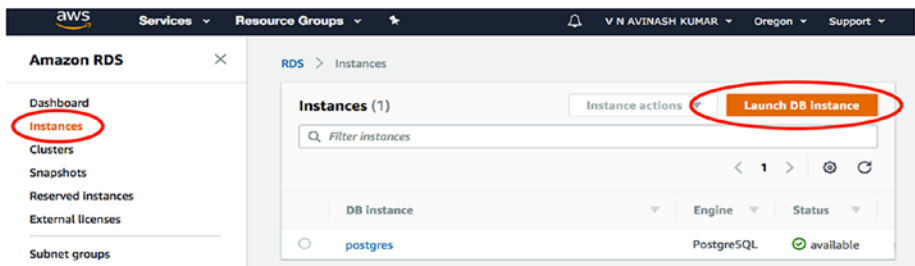 aws Services Resource Groups V N AVINASH KUMAR Oregon Support
Amazon RDS
Dashboard
Instances
Clusters
Snapshots
Reserved instances
External licenses
Subnet groups
RDS > Instances
Instances (1) Instance actions Launch DB instance
Filter instances
< 1 >
DB instance Engine Status
postgres PostgreSQL available